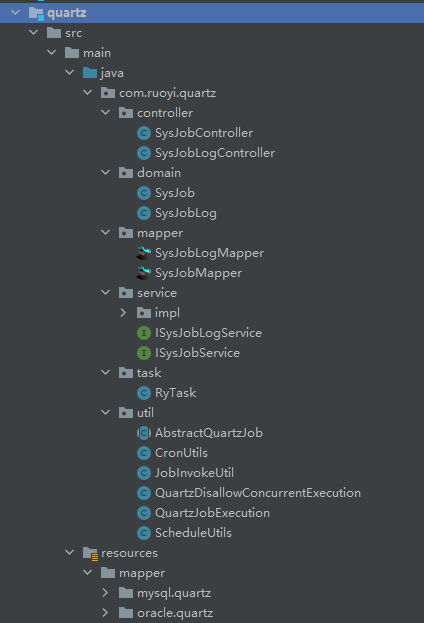 quartz
src
main
java
com.ruoyi.quartz
controller
SysJobController
SysJobLogController
domain
SysJob
SysJobLog
mapper
SysJobLogMapper
SysJobMapper
service
impl
ISysJobLogService
ISysJobService
task
RyTask
util
AbstractQuartzJob
CronUtils
JobInvokeUtil
QuartzDisallowConcurrentExecution
QuartzJobExecution
ScheduleUtils
resources
mapper
mysql.quartz
oracle.quartz